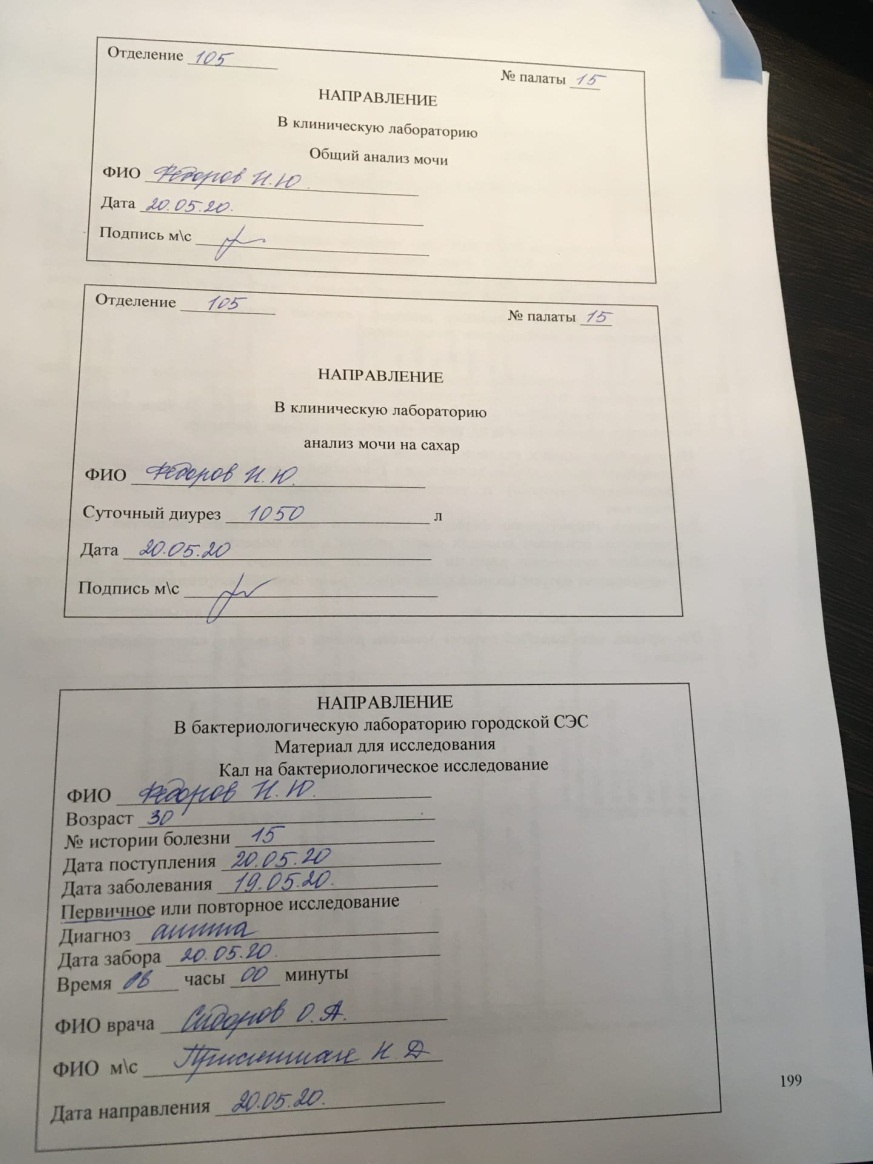 Отделение 105
№ палаты 15
НАПРАВЛЕНИЕ
В клиническую лабораторию
Общий анализ мочи
ФИО Фёдоров Н. Ю
Дата 20.05.20.
Подпись м\с
Отделение 105
№ палаты 15
НАПРАВЛЕНИЕ
В клиническую лабораторию
анализ мочи на сахар
ФИО Фёдоров Н. Ю.
Суточный диурез 1050 л
Дата 20.05.20
Подпись м\с
НАПРАВЛЕНИЕ
В бактериологическую лабораторию городской СЭС
Материал для исследования
Кал на бактериологическое исследование
ФИО Фёдоров Н. Ю.
Возраст 30
№ истории болезни 15
Дата поступления 20.05.20
Дата заболевания 19.05.20.
Первичное или повторное исследование
Диагноз ангина
Дата забора 20.05.20.
Время 08 часы 00 минуты
ФИО врача Сидоров О. А.
ФИО м\с Н. Д
Дата направления 20.05.20.
199